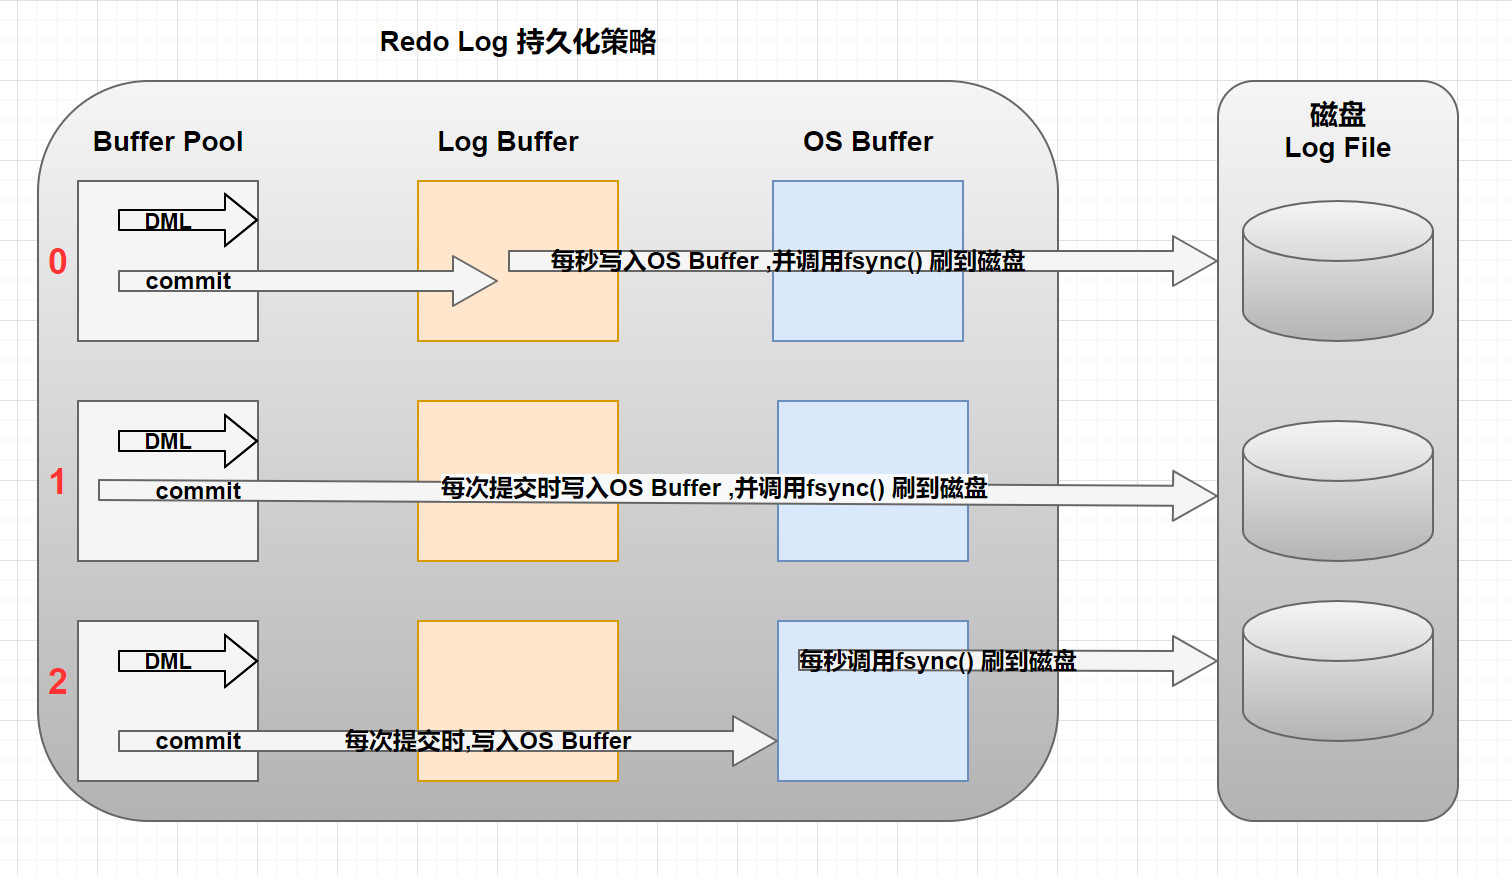 Redo Log 持久化策略
Buffer Pool
Log Buffer
OS Buffer
磁盘
Log File
0
DML
commit
每秒写入OS Buffer ,并调用fsync() 刷到磁盘
1
DML
commit
每次提交时写入OS Buffer ,并调用fsync() 刷到磁盘
2
DML
每秒调用fsync() 刷到磁盘
commit
每次提交时,写入OS Buffer